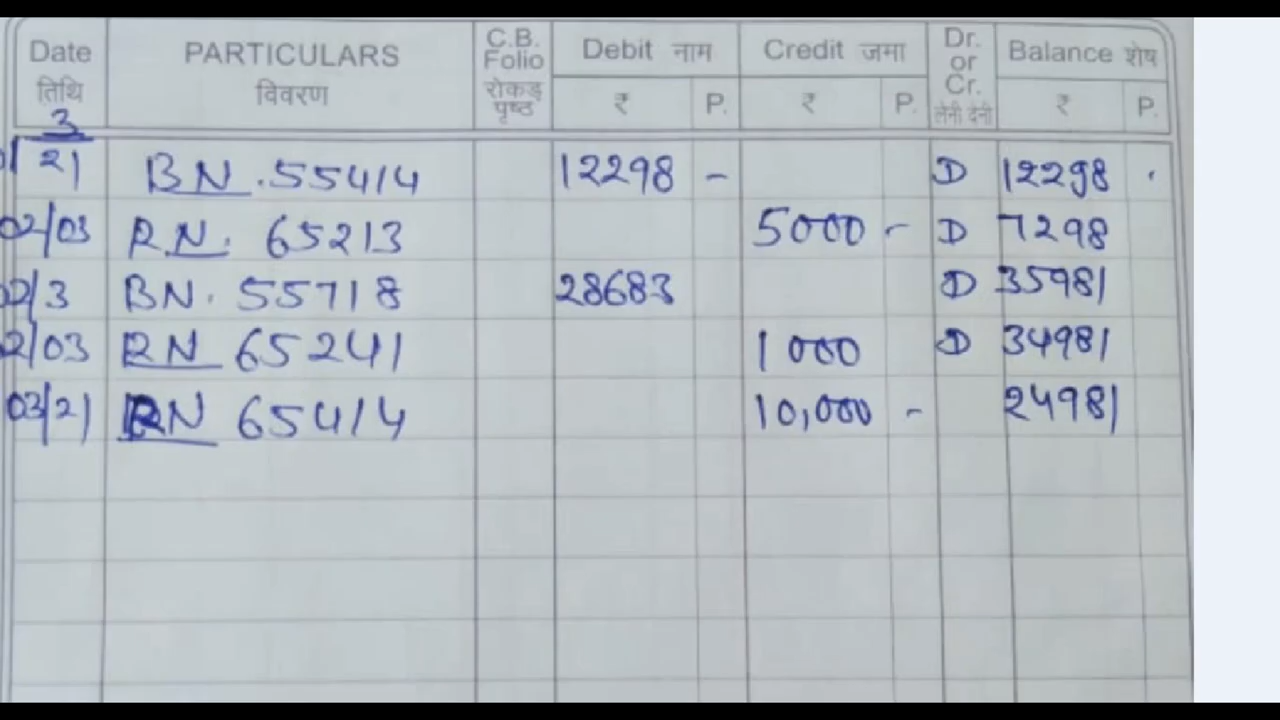 Date PARTICULARS C.B. Folio Debit नाम Credit जमा Dr. or Cr. Balance शेष
तिथि विवरण रोकड़ पृष्ठ ₹ P. ₹ P. लेनी देनी ₹ P.
3
21 BN. 55414 12298 – D 12298 .
02/03 RN. 65213 5000 – D 7298
02/3 BN. 55718 28683 D 35981
2/03 RN 65241 1000 D 34981
03/21 RN 65414 10,000 – 24981